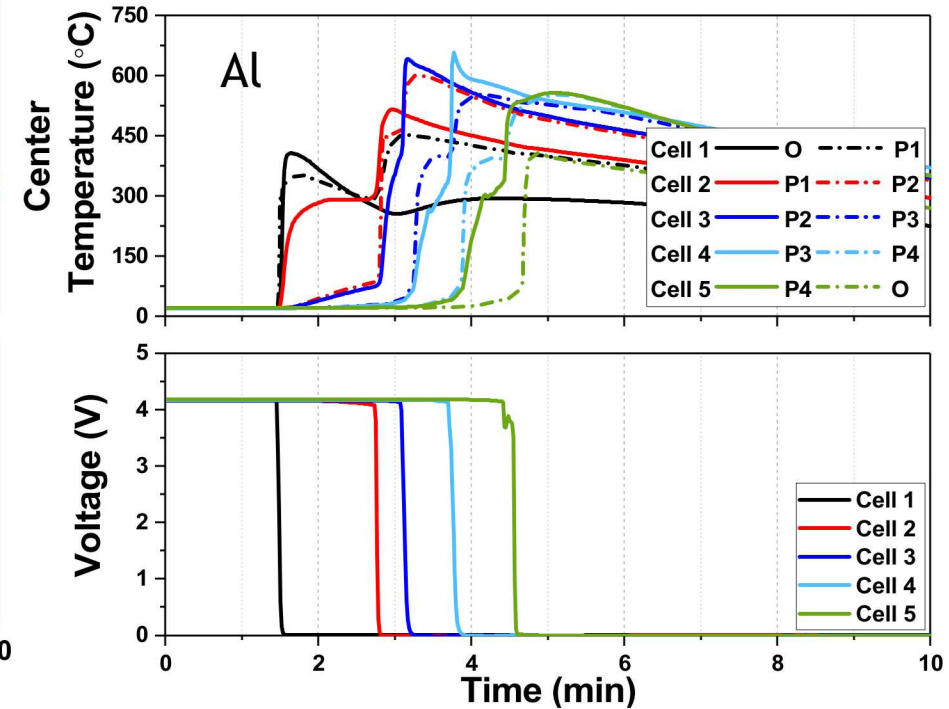 750
600
450
300
150
0
Center
Temperature (°C)
Al
Cell 1 O P1
Cell 2 P1 P2
Cell 3 P2 P3
Cell 4 P3 P4
Cell 5 P4 O
5
4
3
2
1
0
Voltage (V)
Cell 1
Cell 2
Cell 3
Cell 4
Cell 5
0
0 2 4 6 8 10
Time (min)